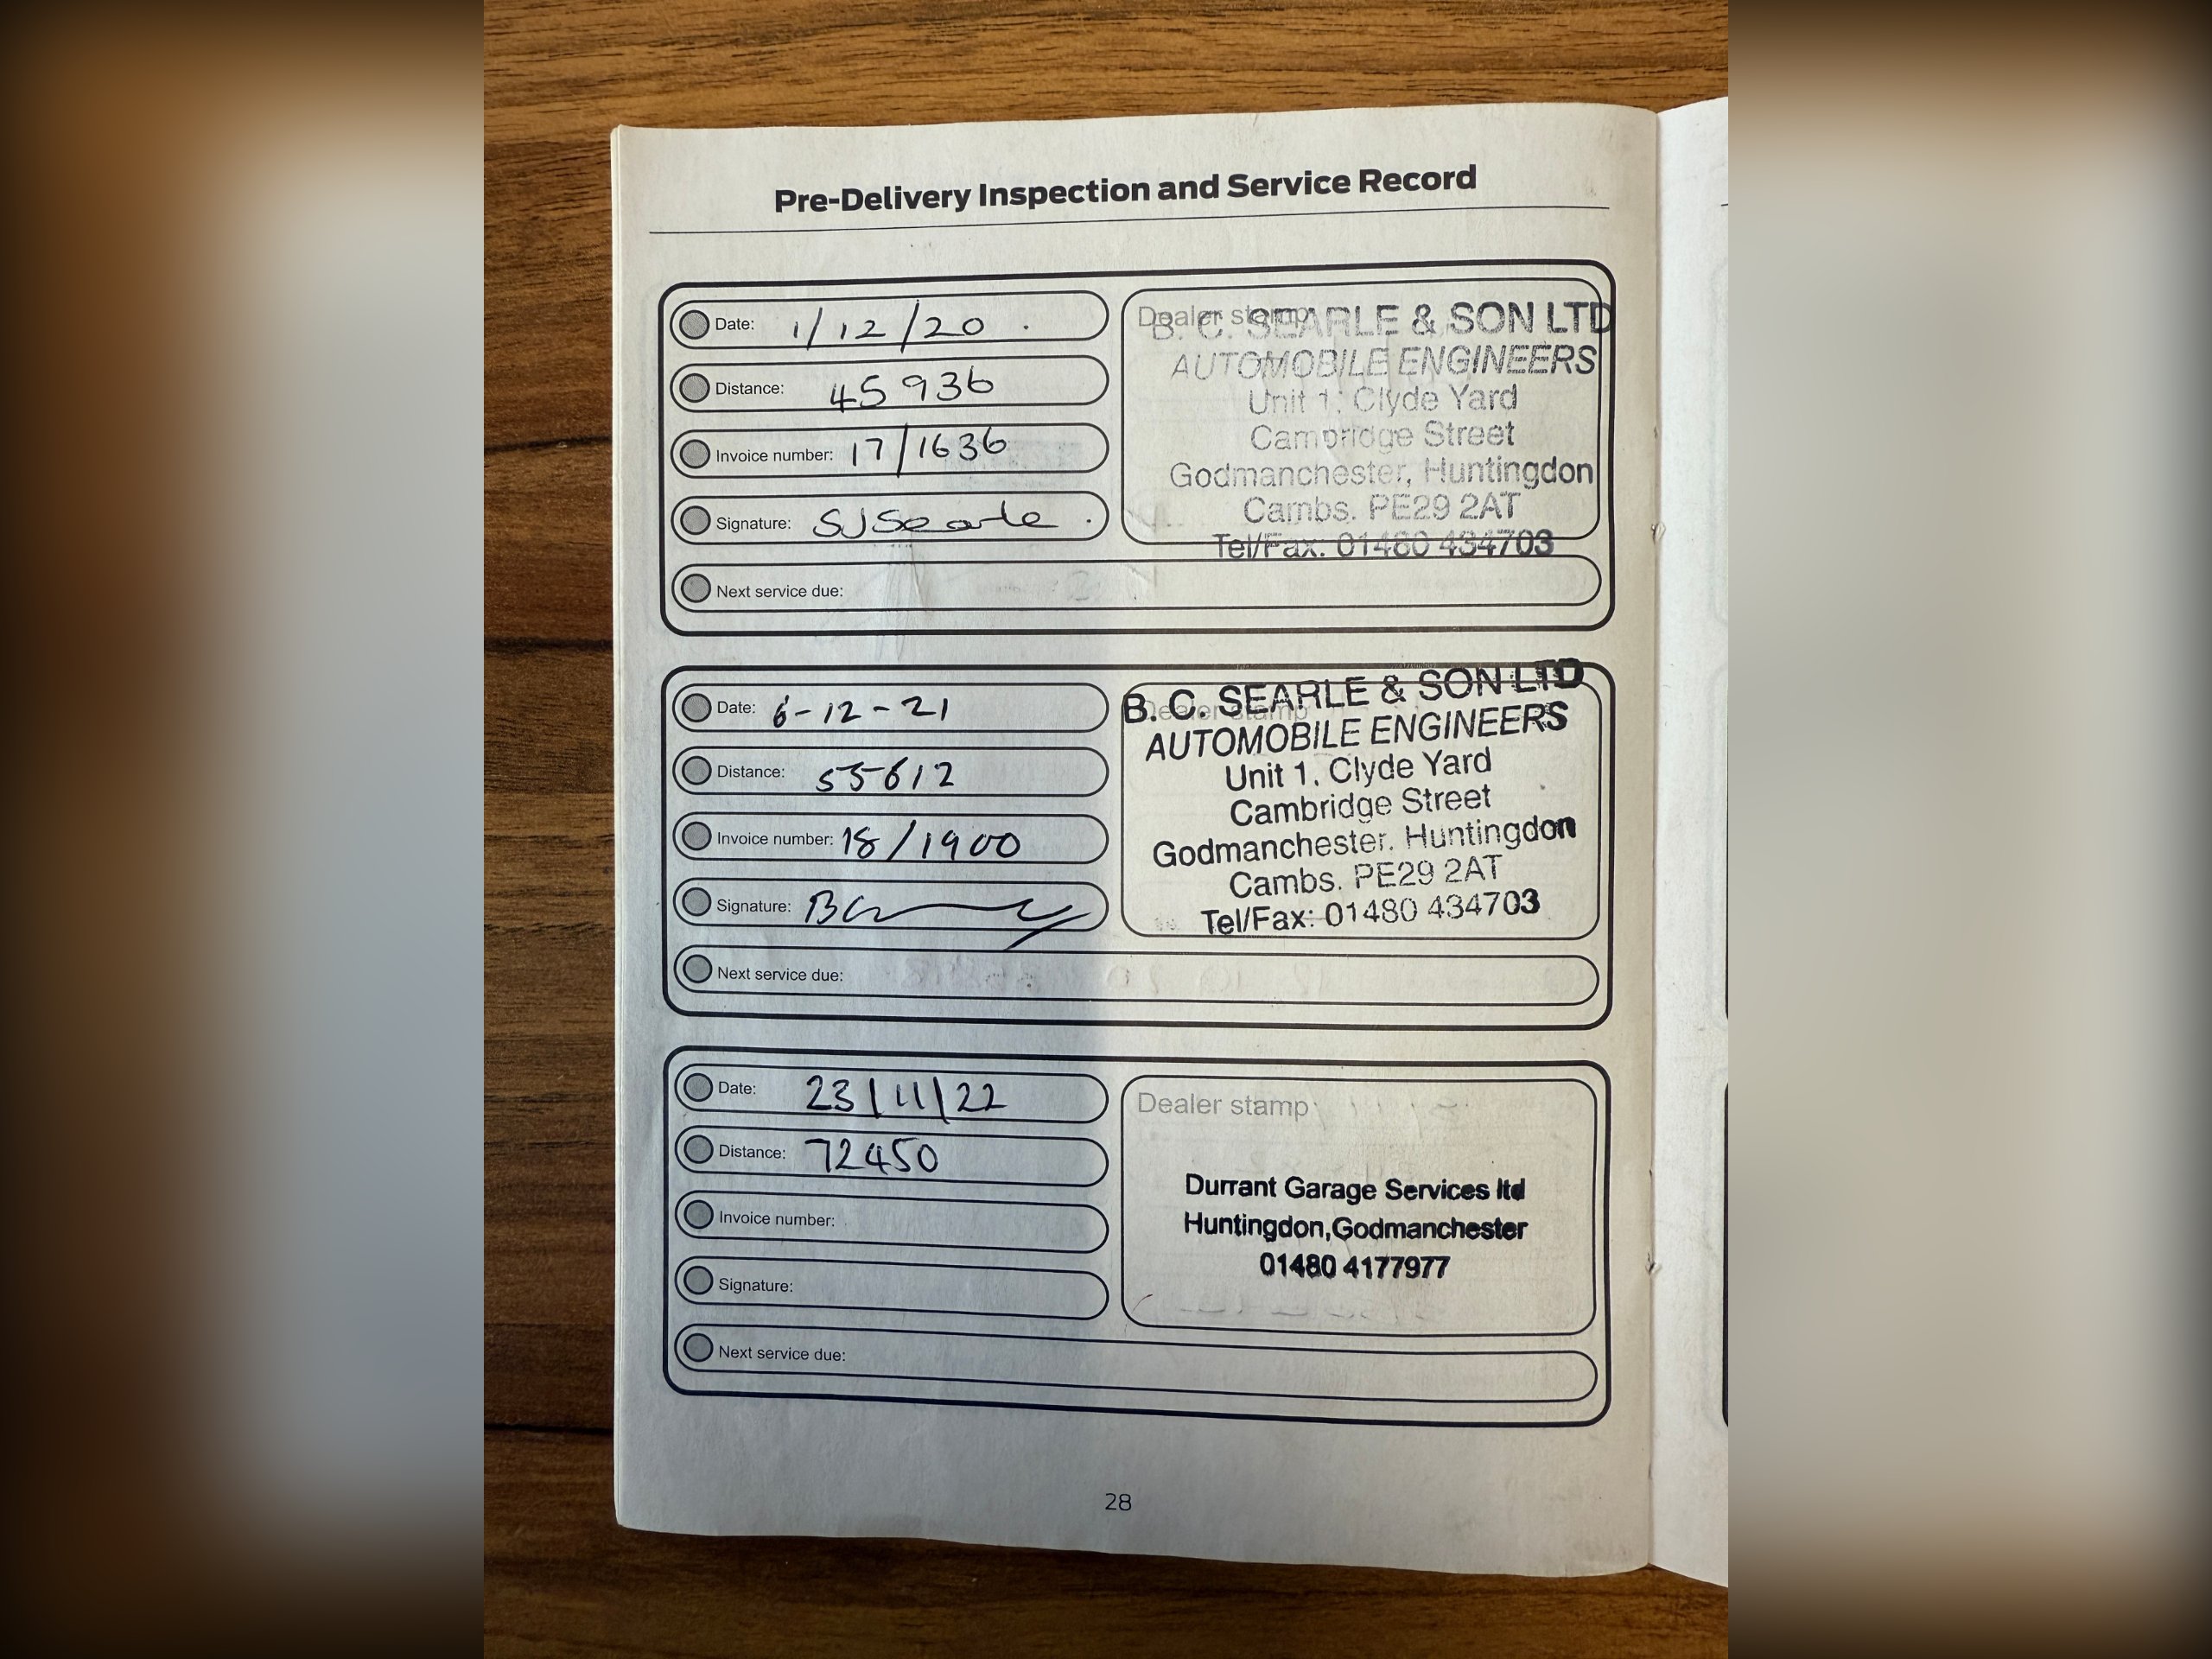 Pre-Delivery Inspection and Service Record
Date: 1/12/20 .
Distance: 45936
Invoice number: 17/1636
Signature: SJSearle .
Next service due:
Dealer stamp
B. C. SEARLE & SON LTD
AUTOMOBILE ENGINEERS
Unit 1, Clyde Yard
Cambridge Street
Godmanchester, Huntingdon
Cambs. PE29 2AT
Tel/Fax: 01480 434703
Date: 6-12-21
Distance: 55612
Invoice number: 18/1900
Signature:
Next service due:
Dealer stamp
B. C. SEARLE & SON LTD
AUTOMOBILE ENGINEERS
Unit 1, Clyde Yard
Cambridge Street
Godmanchester, Huntingdon
Cambs. PE29 2AT
Tel/Fax: 01480 434703
Date: 23/11/22
Distance: 72450
Invoice number:
Signature:
Next service due:
Dealer stamp
Durrant Garage Services ltd
Huntingdon,Godmanchester
01480 4177977
28